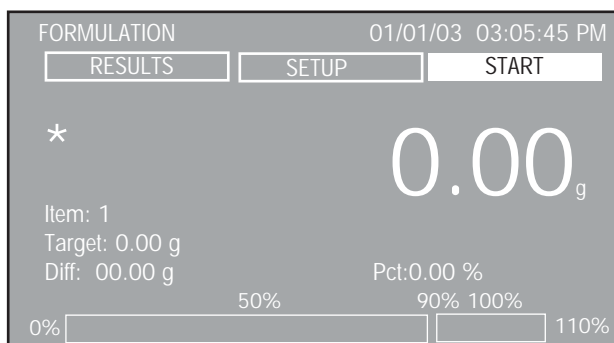 FORMULATION 01/01/03 03:05:45 PM
RESULTS SETUP START
* 0.00 g
Item: 1
Target: 0.00 g
Diff: 00.00 g Pct:0.00 %
50% 90% 100%
0% 110%